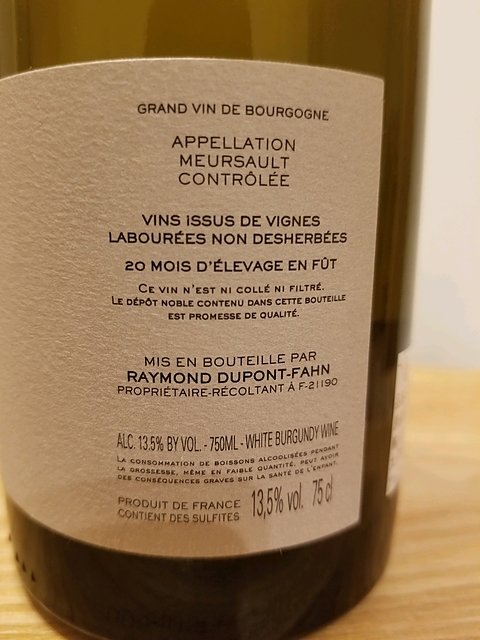 GRAND VIN DE BOURGOGNE
APPELLATION
MEURSAULT
CONTRÔLÉE
VINS ISSUS DE VIGNES
LABOURÉES NON DESHERBÉES
20 MOIS D'ÉLEVAGE EN FÛT
CE VIN N'EST NI COLLÉ NI FILTRÉ.
LE DÉPÔT NOBLE CONTENU DANS CETTE BOUTEILLE
EST PROMESSE DE QUALITÉ.
MIS EN BOUTEILLE PAR
RAYMOND DUPONT-FAHN
PROPRIÉTAIRE-RÉCOLTANT À F-21190
ALC. 13.5% BY VOL. - 750ML - WHITE BURGUNDY WINE
LA CONSOMMATION DE BOISSONS ALCOOLISÉES PENDANT
LA GROSSESSE, MÊME EN FAIBLE QUANTITÉ, PEUT AVOIR
DES CONSÉQUENCES GRAVES SUR LA SANTÉ DE L'ENFANT.
PRODUIT DE FRANCE 13,5% vol. 75 cl
CONTIENT DES SULFITES